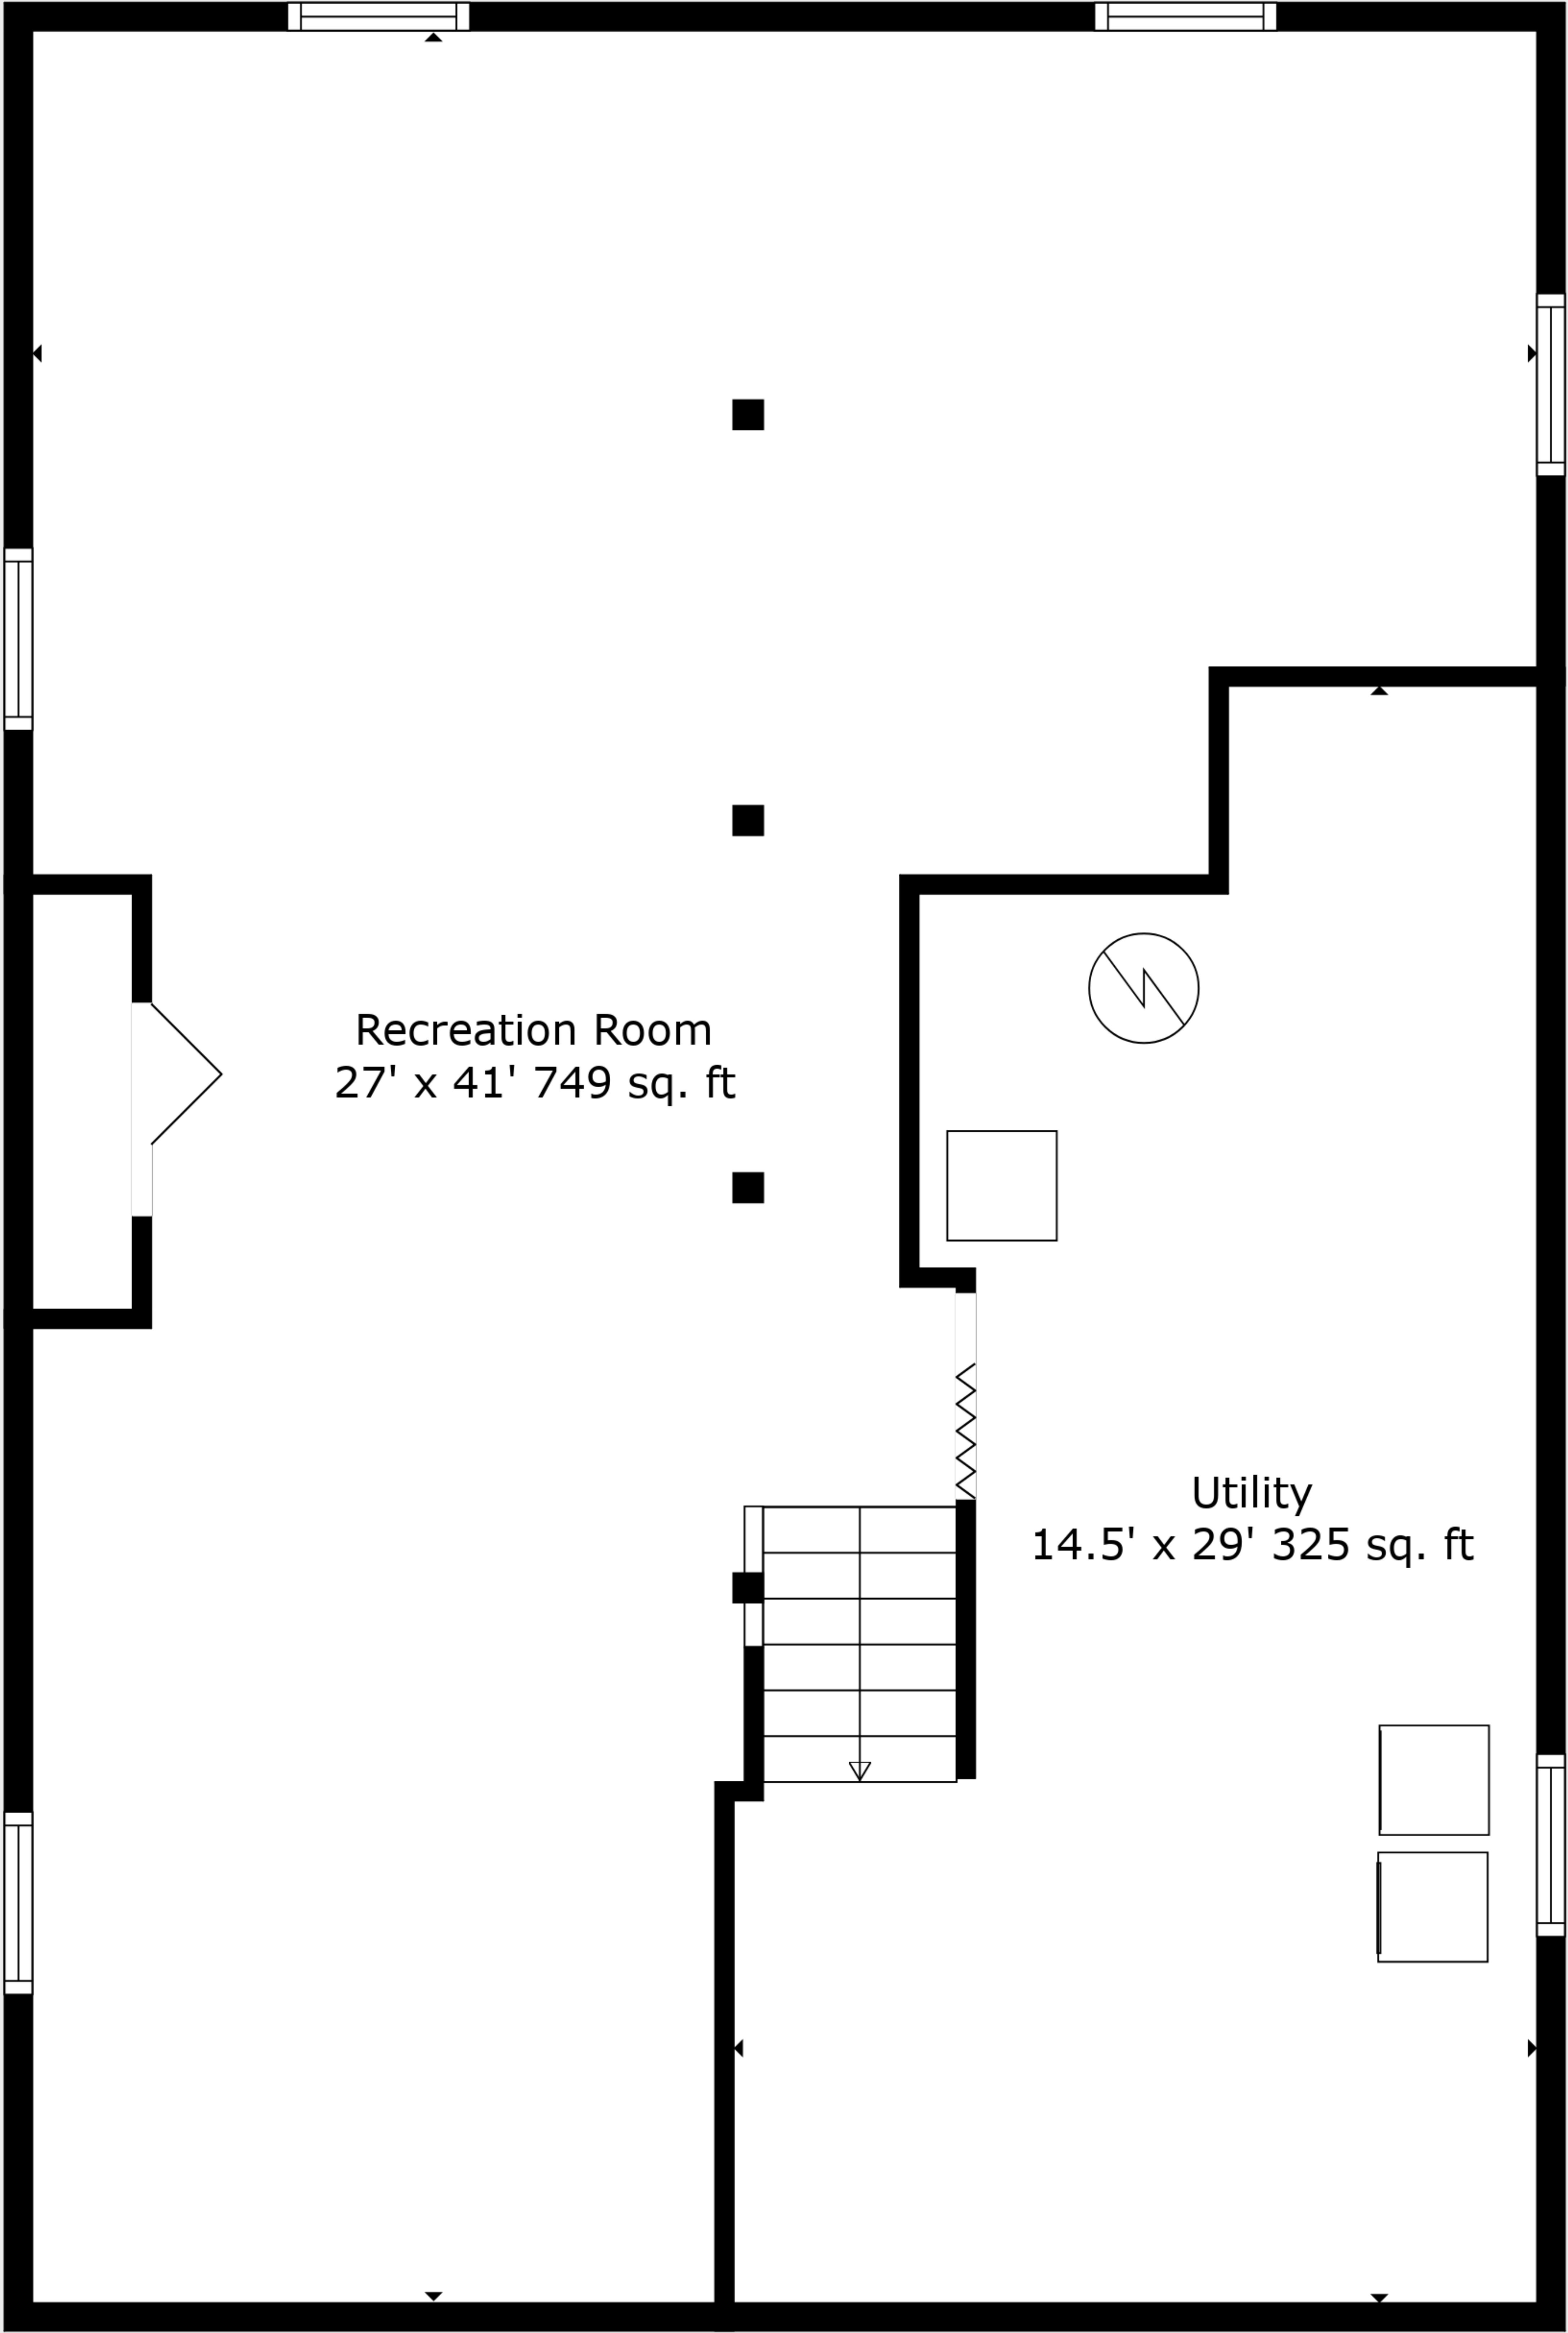 Recreation Room
27' x 41' 749 sq. ft
Utility
14.5' x 29' 325 sq. ft